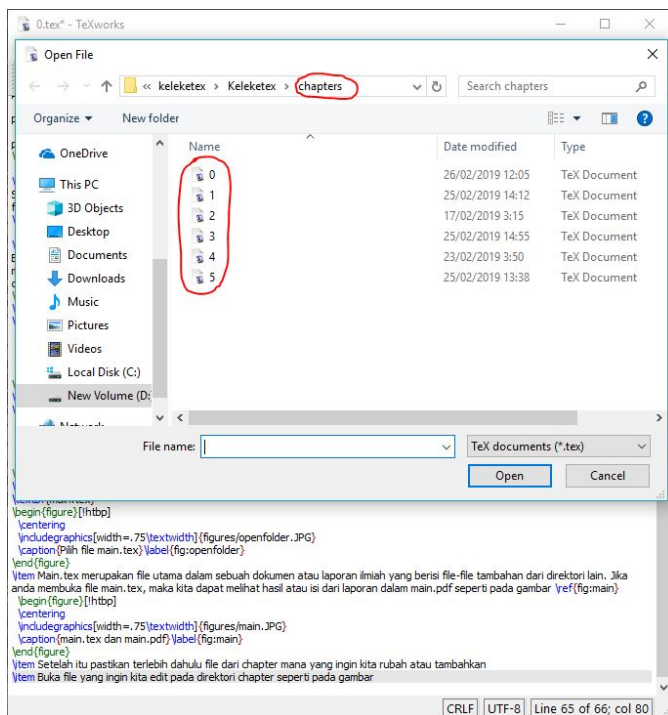 0.tex* - TeXworks
Open File
« keleketex › Keleketex › chapters
Search chapters
Organize
New folder
Name
Date modified
Type
OneDrive
This PC
3D Objects
Desktop
Documents
Downloads
Music
Pictures
Videos
Local Disk (C:)
New Volume (D:
0 26/02/2019 12:05 TeX Document
1 25/02/2019 14:12 TeX Document
2 17/02/2019 3:15 TeX Document
3 25/02/2019 14:55 TeX Document
4 23/02/2019 3:50 TeX Document
5 25/02/2019 13:38 TeX Document
File name:
TeX documents (*.tex)
Open
Cancel
\begin{figure}[!htbp]
\centering
\includegraphics[width=.75\textwidth]{figures/openfolder.JPG}
\caption{Pilih file main.tex}\label{fig:openfolder}
\end{figure}
\item Main.tex merupakan file utama dalam sebuah dokumen atau laporan ilmiah yang berisi file-file tambahan dari direktori lain. Jika
anda membuka file main.tex, maka kita dapat melihat hasil atau isi dari laporan dalam main.pdf seperti pada gambar \ref{fig:main}
\begin{figure}[!htbp]
\centering
\includegraphics[width=.75\textwidth]{figures/main.JPG}
\caption{main.tex dan main.pdf}\label{fig:main}
\end{figure}
\item Setelah itu pastikan terlebih dahulu file dari chapter mana yang ingin kita rubah atau tambahkan
\item Buka file yang ingin kita edit pada direktori chapter seperti pada gambar
CRLF UTF-8 Line 65 of 66; col 80